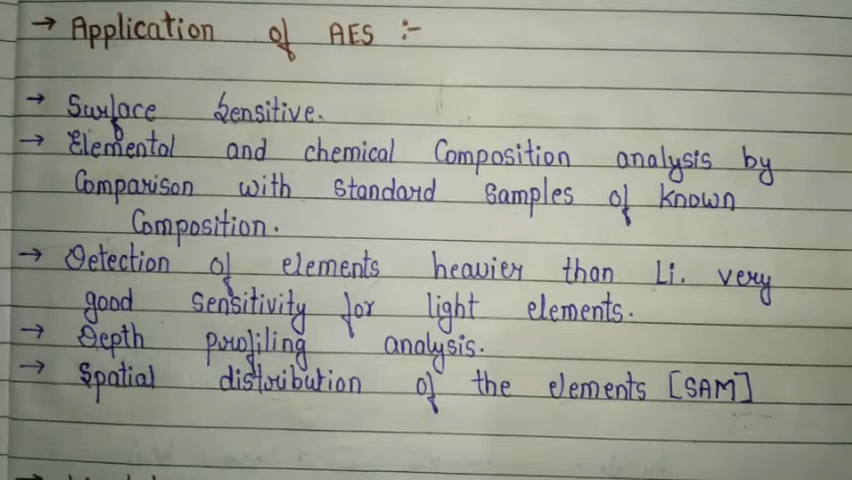 → Application of AES :-
→ Surface Sensitive.
→ Elemental and chemical Composition analysis by
Comparison with standard samples of known
Composition.
→ Detection of elements heavier than Li. very
good sensitivity for light elements.
→ Depth profiling analysis.
→ Spatial distribution of the elements [SAM]